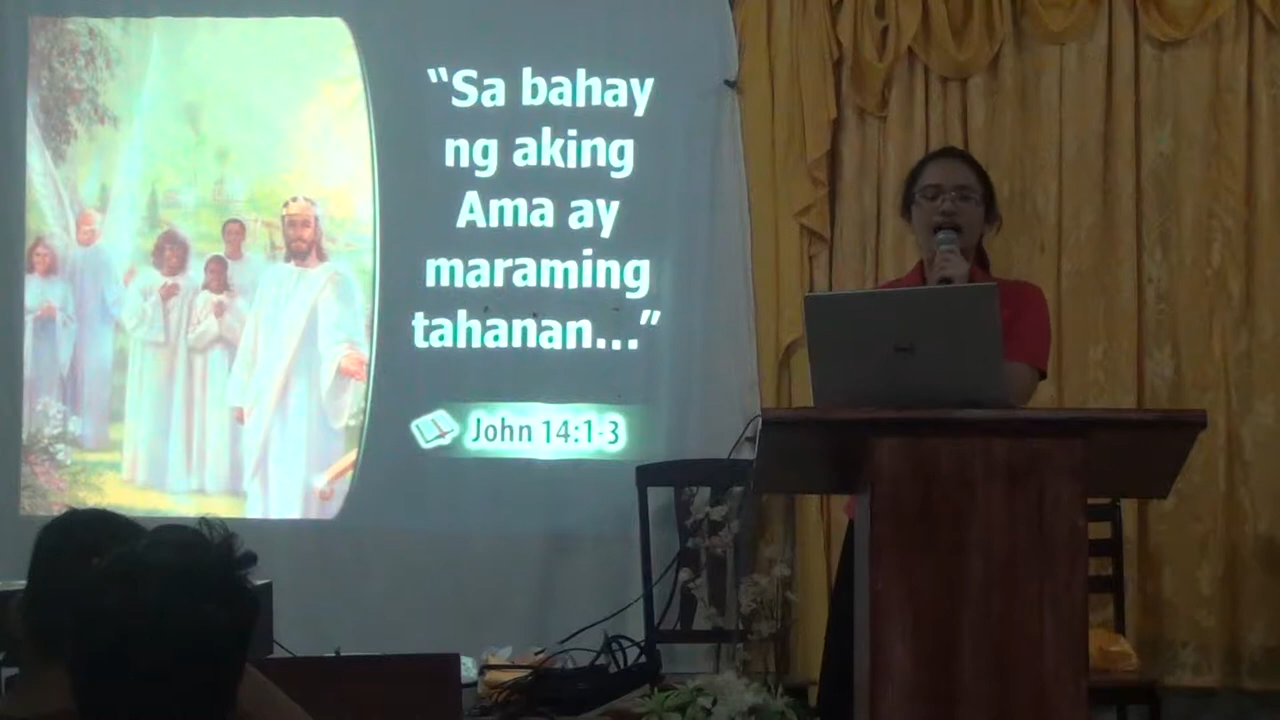 “Sa bahay
ng aking
Ama ay
maraming
tahanan...”
John 14:1-3